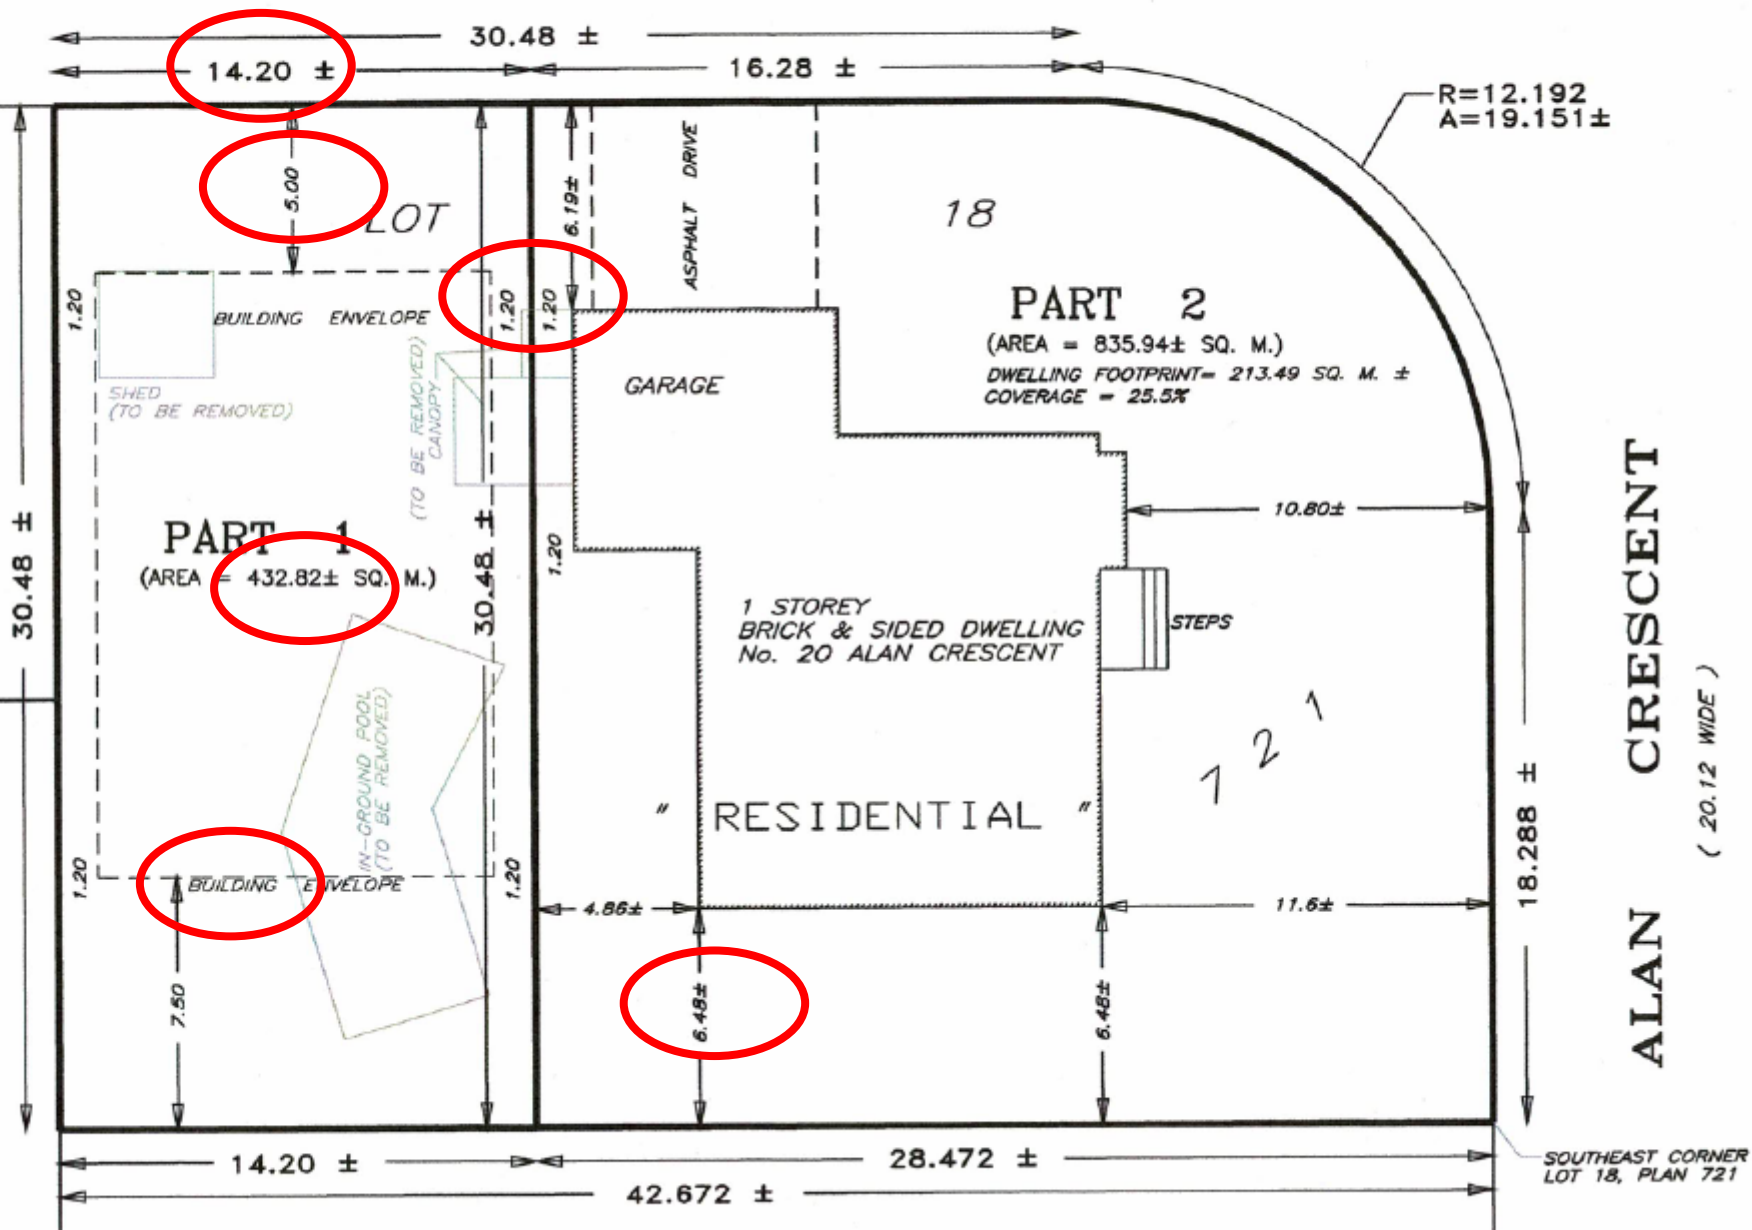 30.48 ±
14.20 ±
16.28 ±
R=12.192
A=19.151±
5.00
LOT
6.19±
ASPHALT DRIVE
18
1.20
1.20
1.20
BUILDING ENVELOPE
PART 2
(AREA = 835.94± SQ. M.)
DWELLING FOOTPRINT= 213.49 SQ. M. ±
COVERAGE = 25.5%
GARAGE
SHED
(TO BE REMOVED)
(TO BE REMOVED)
CANOPY
30.48 ±
PART 1
(AREA = 432.82± SQ. M.)
30.48 ±
1.20
10.80±
1 STOREY
BRICK & SIDED DWELLING
No. 20 ALAN CRESCENT
STEPS
IN-GROUND POOL
(TO BE REMOVED)
" RESIDENTIAL "
7 2 1
18.288 ±
ALAN CRESCENT
( 20.12 WIDE )
1.20
BUILDING ENVELOPE
1.20
4.86±
11.6±
7.50
6.48±
6.48±
14.20 ±
28.472 ±
42.672 ±
SOUTHEAST CORNER
LOT 18, PLAN 721